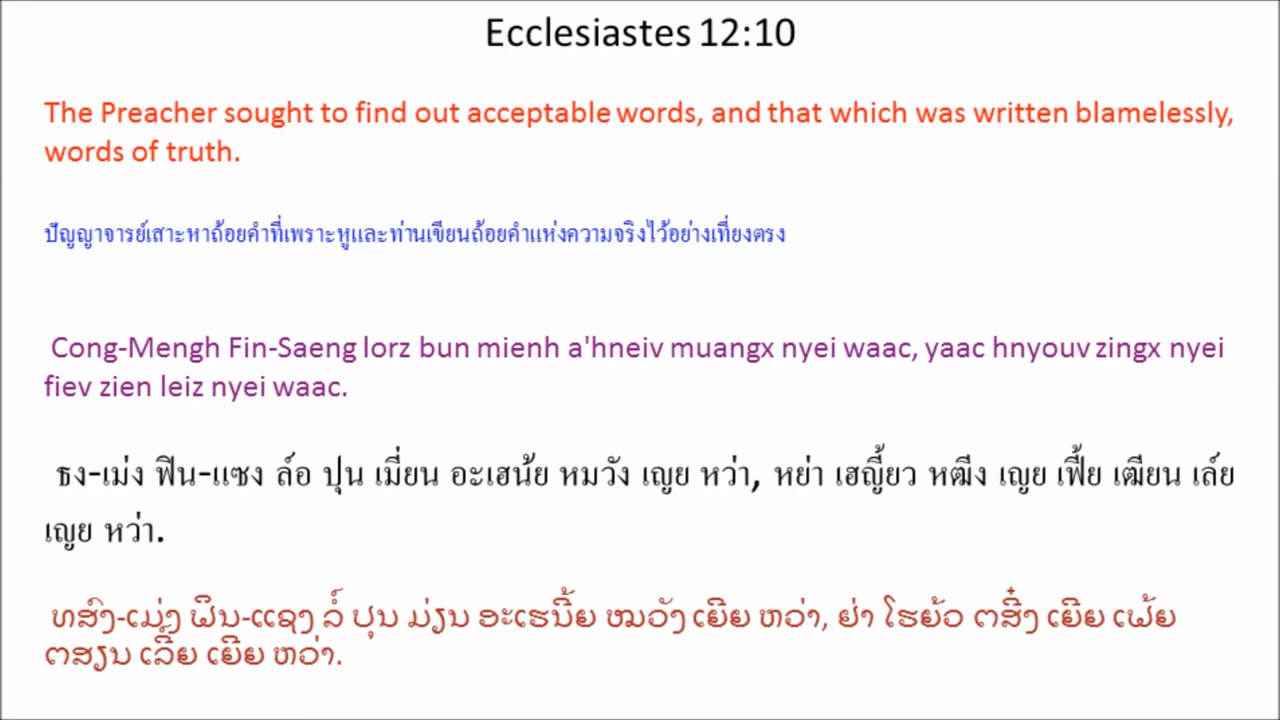 Ecclesiastes 12:10
The Preacher sought to find out acceptable words, and that which was written blamelessly,
words of truth.
ปัญญาจารย์เสาะหาถ้อยคำที่เพราะหูและท่านเขียนถ้อยคำแห่งความจริงไว้อย่างเที่ยงตรง
Cong-Mengh Fin-Saeng lorz bun mienh a'hneiv muangx nyei waac, yaac hnyouv zingx nyei
fiev zien leiz nyei waac.
ธง-เม่ง ฟิน-แซง ล์อ ปุน เมี่ยน อะเฮน้ย หมวัง เญย หว่า, หย่า เฮญี้ยว หฒีง เญย เฟี้ย เฒียน เล์ย
เญย หว่า.
ທສົງ-ເມ່ງ ຟິນ-ແຊງ ລໍ໌ ປຸນ ມ່ຽນ ອະເຮນີ້ຍ ໝວັງ ເຍີຍ ຫວ່າ, ຢ່າ ໂຮຍ້ວ ຕສີ໋ງ ເຍີຍ ເຟ້ຍ
ຕສຽນ ເລີ໌ຍ ເຍີຍ ຫວ່າ.